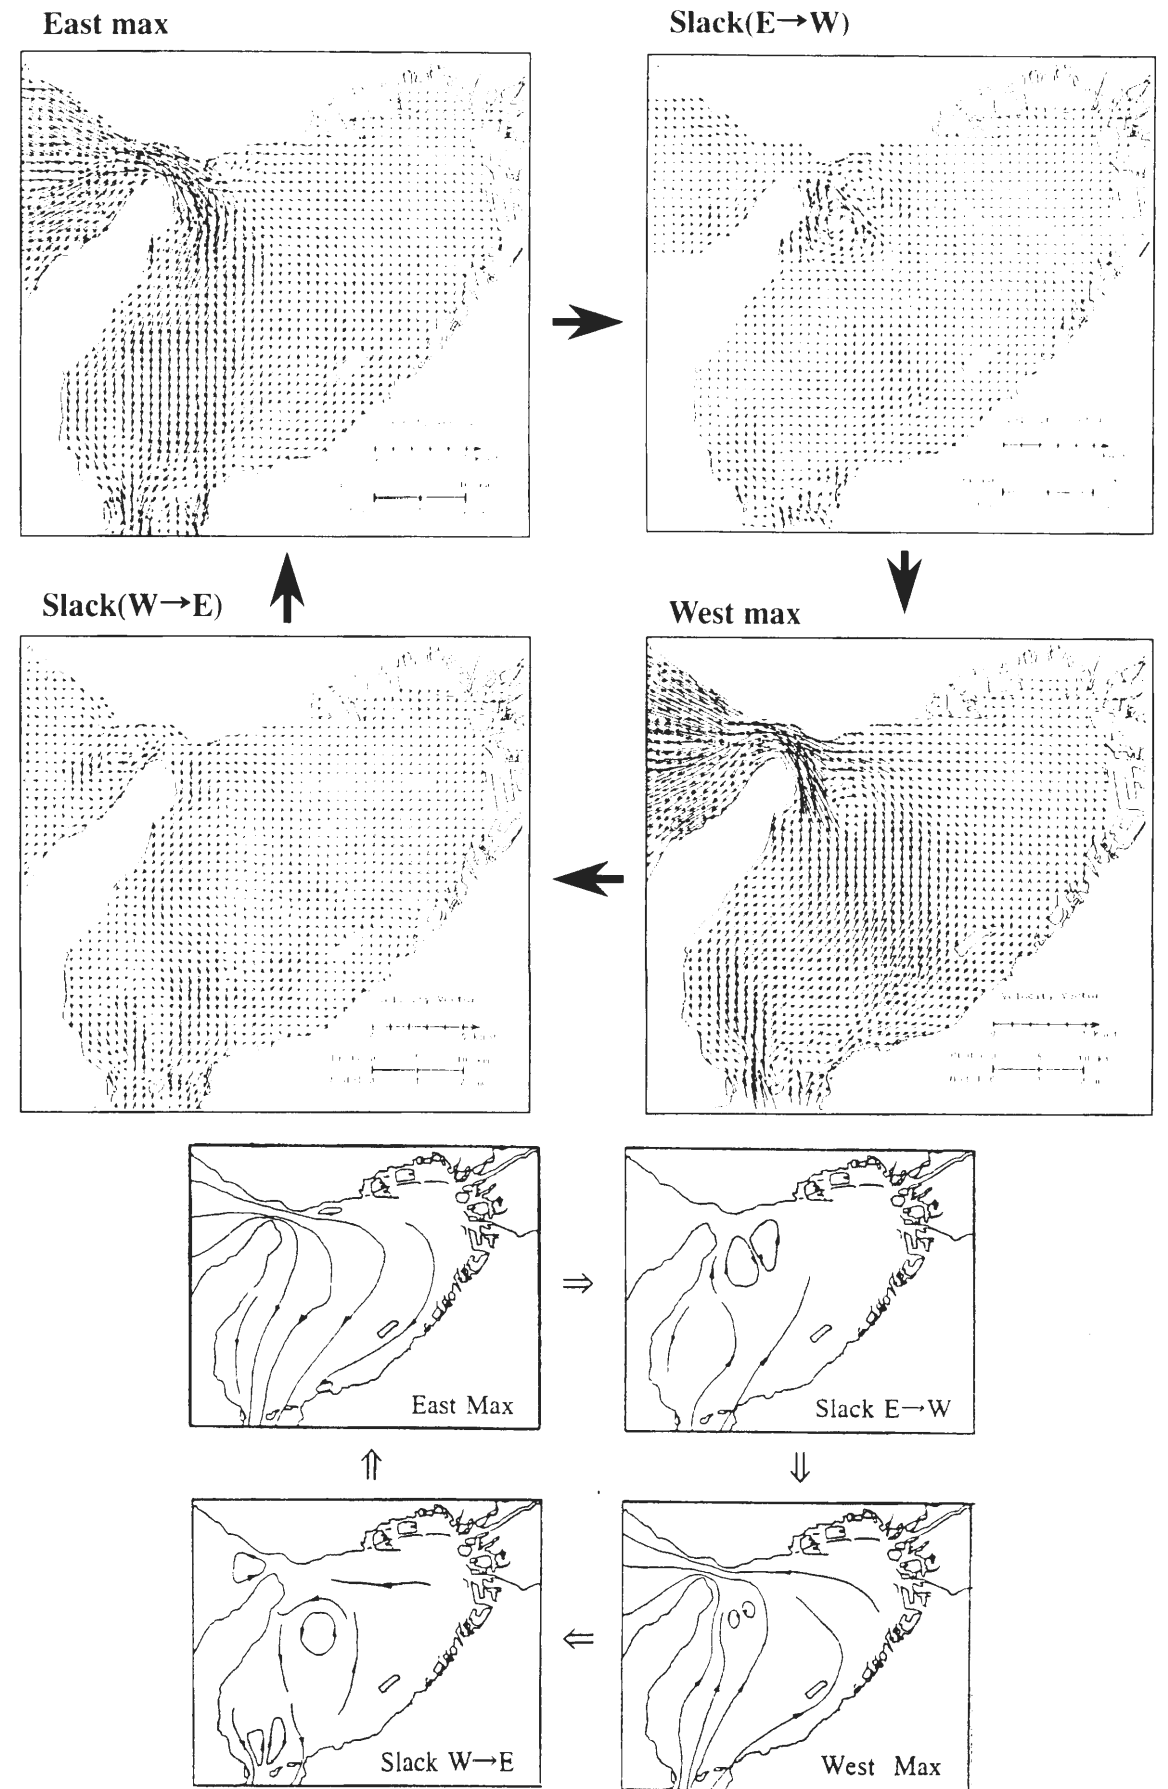 East max
Slack(E→W)
Slack(W→E)
West max
Velocity Vector
East Max
Slack E→W
Slack W→E
West Max